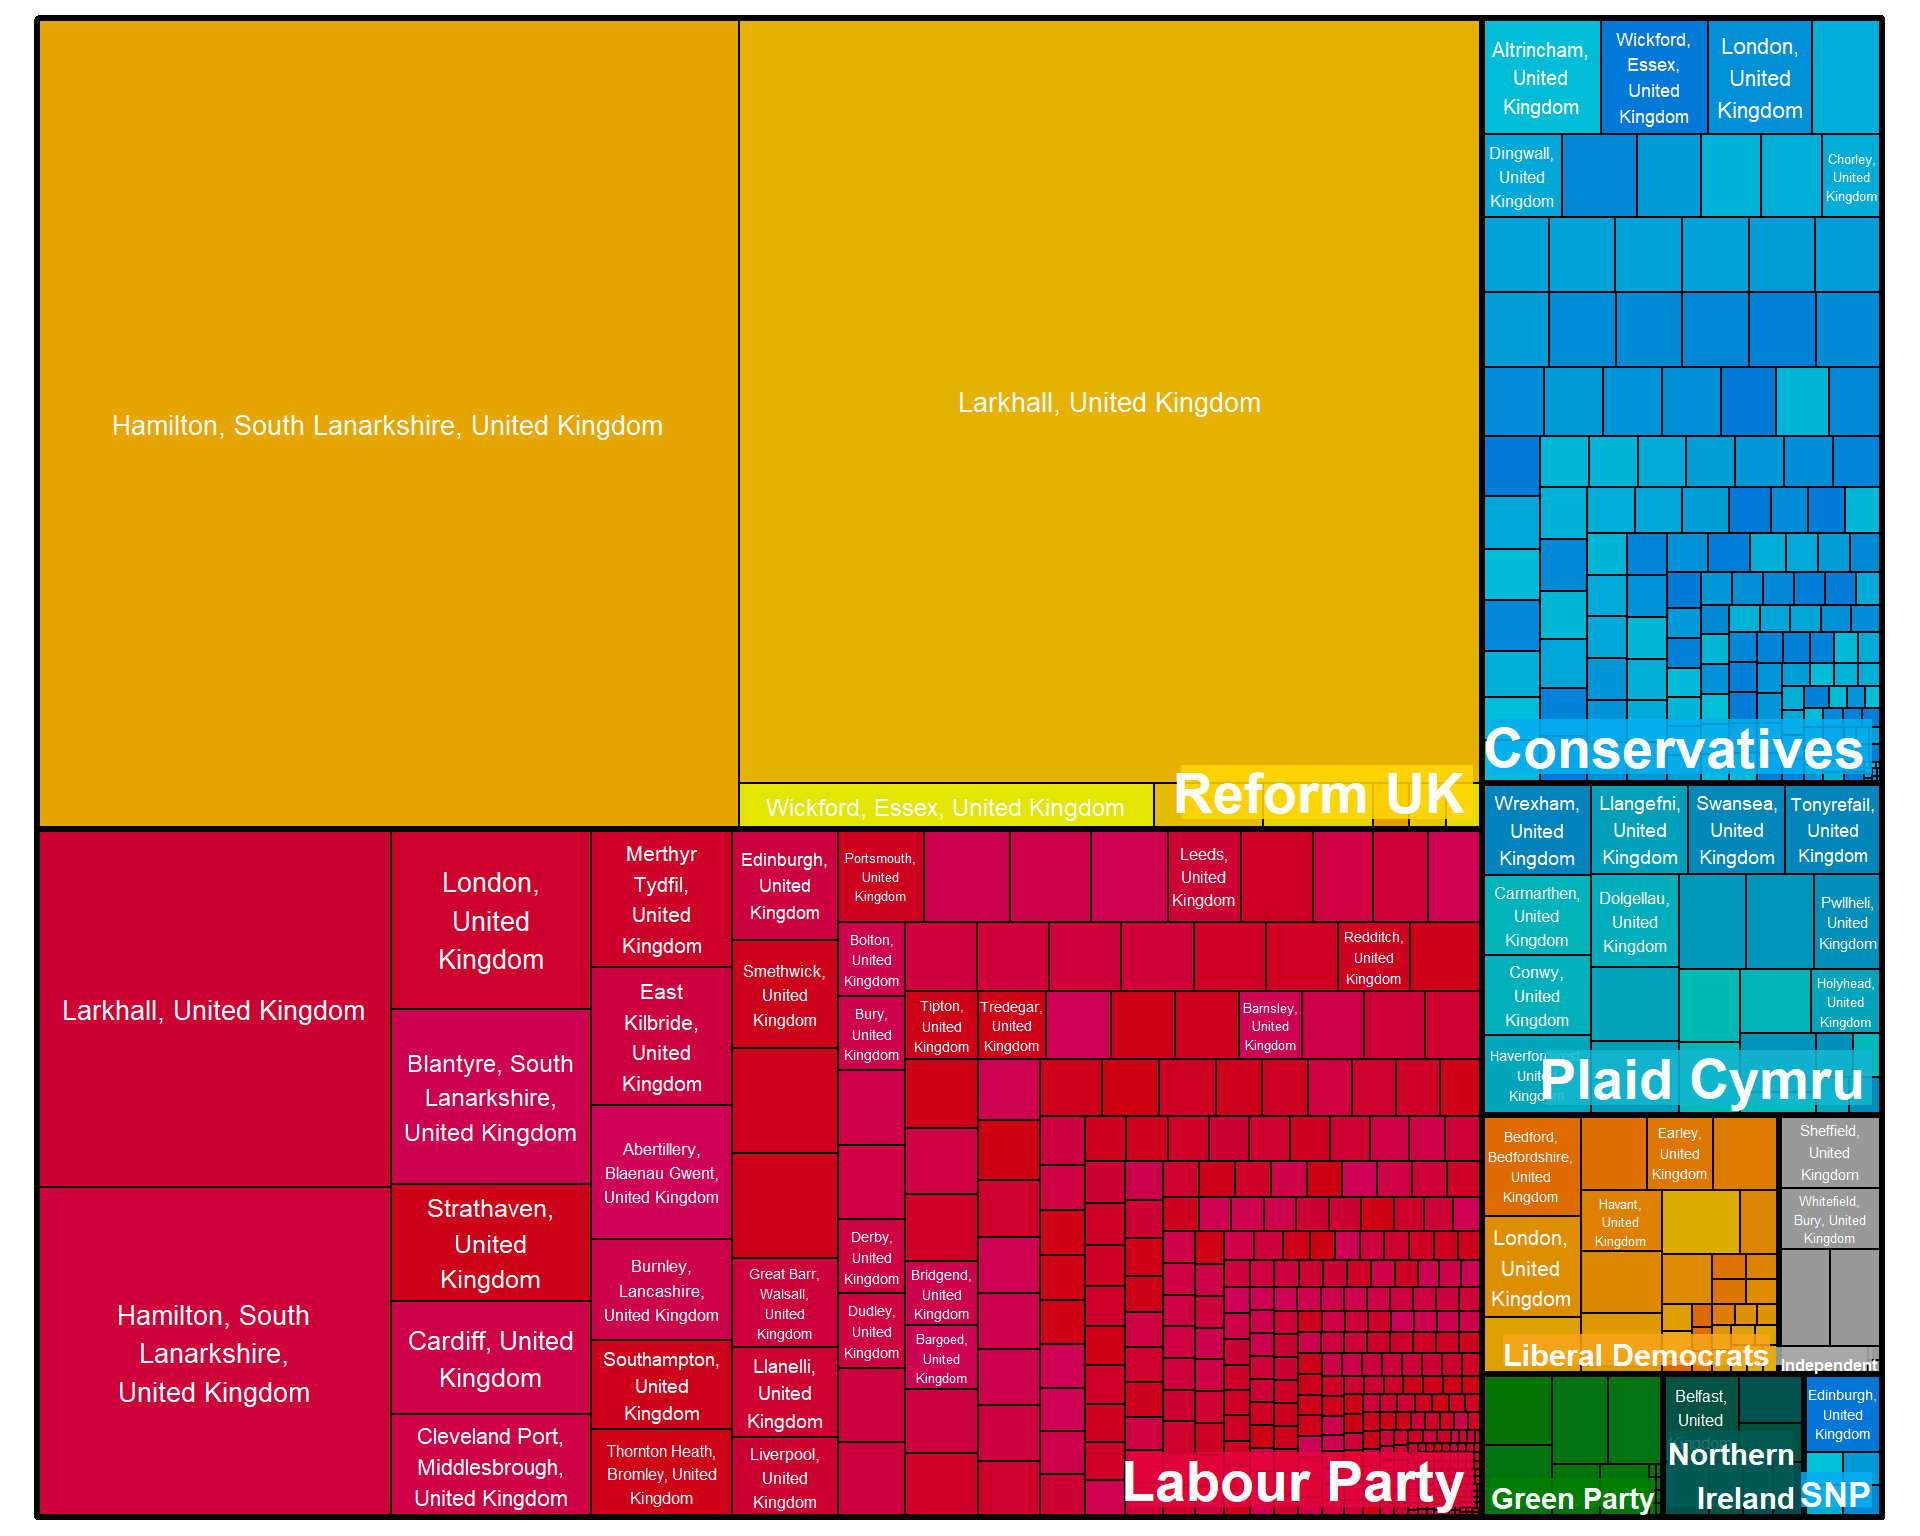 Hamilton, South Lanarkshire, United Kingdom
Larkhall, United Kingdom
Wickford, Essex, United Kingdom
Reform UK
Altrincham,
United
Kingdom
Wickford,
Essex,
United
Kingdom
London,
United
Kingdom
Dingwall,
United
Kingdom
Chorley,
United
Kingdom
Conservatives
Larkhall, United Kingdom
Hamilton, South
Lanarkshire,
United Kingdom
London,
United
Kingdom
Blantyre, South
Lanarkshire,
United Kingdom
Strathaven,
United
Kingdom
Cardiff, United
Kingdom
Cleveland Port,
Middlesbrough,
United Kingdom
Merthyr
Tydfil,
United
Kingdom
East
Kilbride,
United
Kingdom
Abertillery,
Blaenau Gwent,
United Kingdom
Burnley,
Lancashire,
United Kingdom
Southampton,
United
Kingdom
Thornton Heath,
Bromley, United
Kingdom
Edinburgh,
United
Kingdom
Smethwick,
United
Kingdom
Great Barr,
Walsall,
United
Kingdom
Llanelli,
United
Kingdom
Liverpool,
United
Kingdom
Portsmouth,
United
Kingdom
Leeds,
United
Kingdom
Bolton,
United
Kingdom
Redditch,
United
Kingdom
Bury,
United
Kingdom
Tipton,
United
Kingdom
Tredegar,
United
Kingdom
Barnsley,
United
Kingdom
Derby,
United
Kingdom
Dudley,
United
Kingdom
Bridgend,
United
Kingdom
Bargoed,
United
Kingdom
Labour Party
Wrexham,
United
Kingdom
Llangefni,
United
Kingdom
Swansea,
United
Kingdom
Tonyrefail,
United
Kingdom
Carmarthen,
United
Kingdom
Dolgellau,
United
Kingdom
Pwllheli,
United
Kingdom
Conwy,
United
Kingdom
Holyhead,
United
Kingdom
Haverfordwest,
United
Kingdom
Plaid Cymru
Bedford,
Bedfordshire,
United
Kingdom
Earley,
United
Kingdom
Havant,
United
Kingdom
London,
United
Kingdom
Liberal Democrats
Sheffield,
United
Kingdom
Whitefield,
Bury, United
Kingdom
Independent
Green Party
Belfast,
United
Kingdom
Northern
Ireland
Edinburgh,
United
Kingdom
SNP